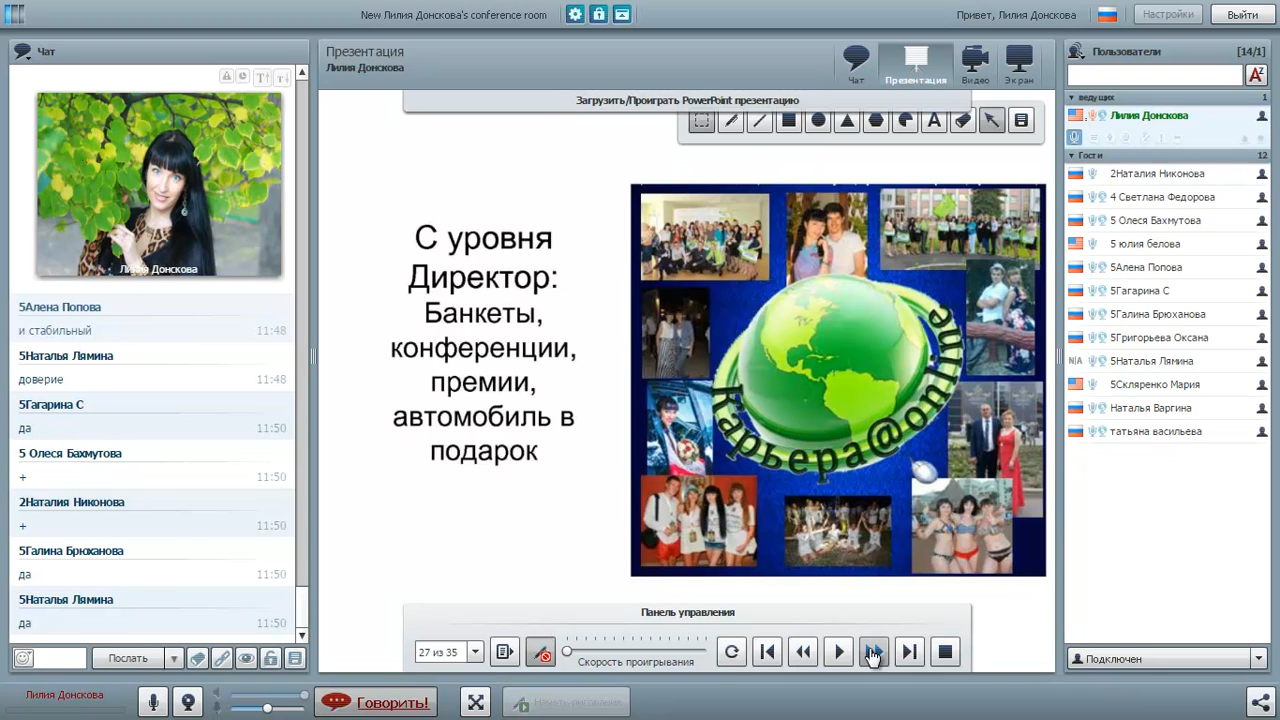 New Лилия Донскова's conference room
Привет, Лилия Донскова
Настройки
Выйти
Чат
Лилия Донскова
5Алена Попова
и стабильный 11:48
5Наталья Лямина
доверие 11:48
5Гагарина С
да 11:50
5 Олеся Бахмутова
+ 11:50
2Наталия Никонова
+ 11:50
5Галина Брюханова
да 11:50
5Наталья Лямина
да 11:50
Послать
Презентация
Лилия Донскова
Чат
Презентация
Видео
Экран
Загрузить/Проиграть PowerPoint презентацию
С уровня
Директор:
Банкеты,
конференции,
премии,
автомобиль в
подарок
Карьера@online
Панель управления
27 из 35
Скорость проигрывания
Пользователи [14/1]
ведущих 1
Лилия Донскова
Гости 12
2Наталия Никонова
4 Светлана Федорова
5 Олеся Бахмутова
5 юлия белова
5Алена Попова
5Гагарина С
5Галина Брюханова
5Григорьева Оксана
N/A 5Наталья Лямина
5Скляренко Мария
Наталья Варгина
татьяна васильева
Подключен
Лилия Донскова
Говорить!